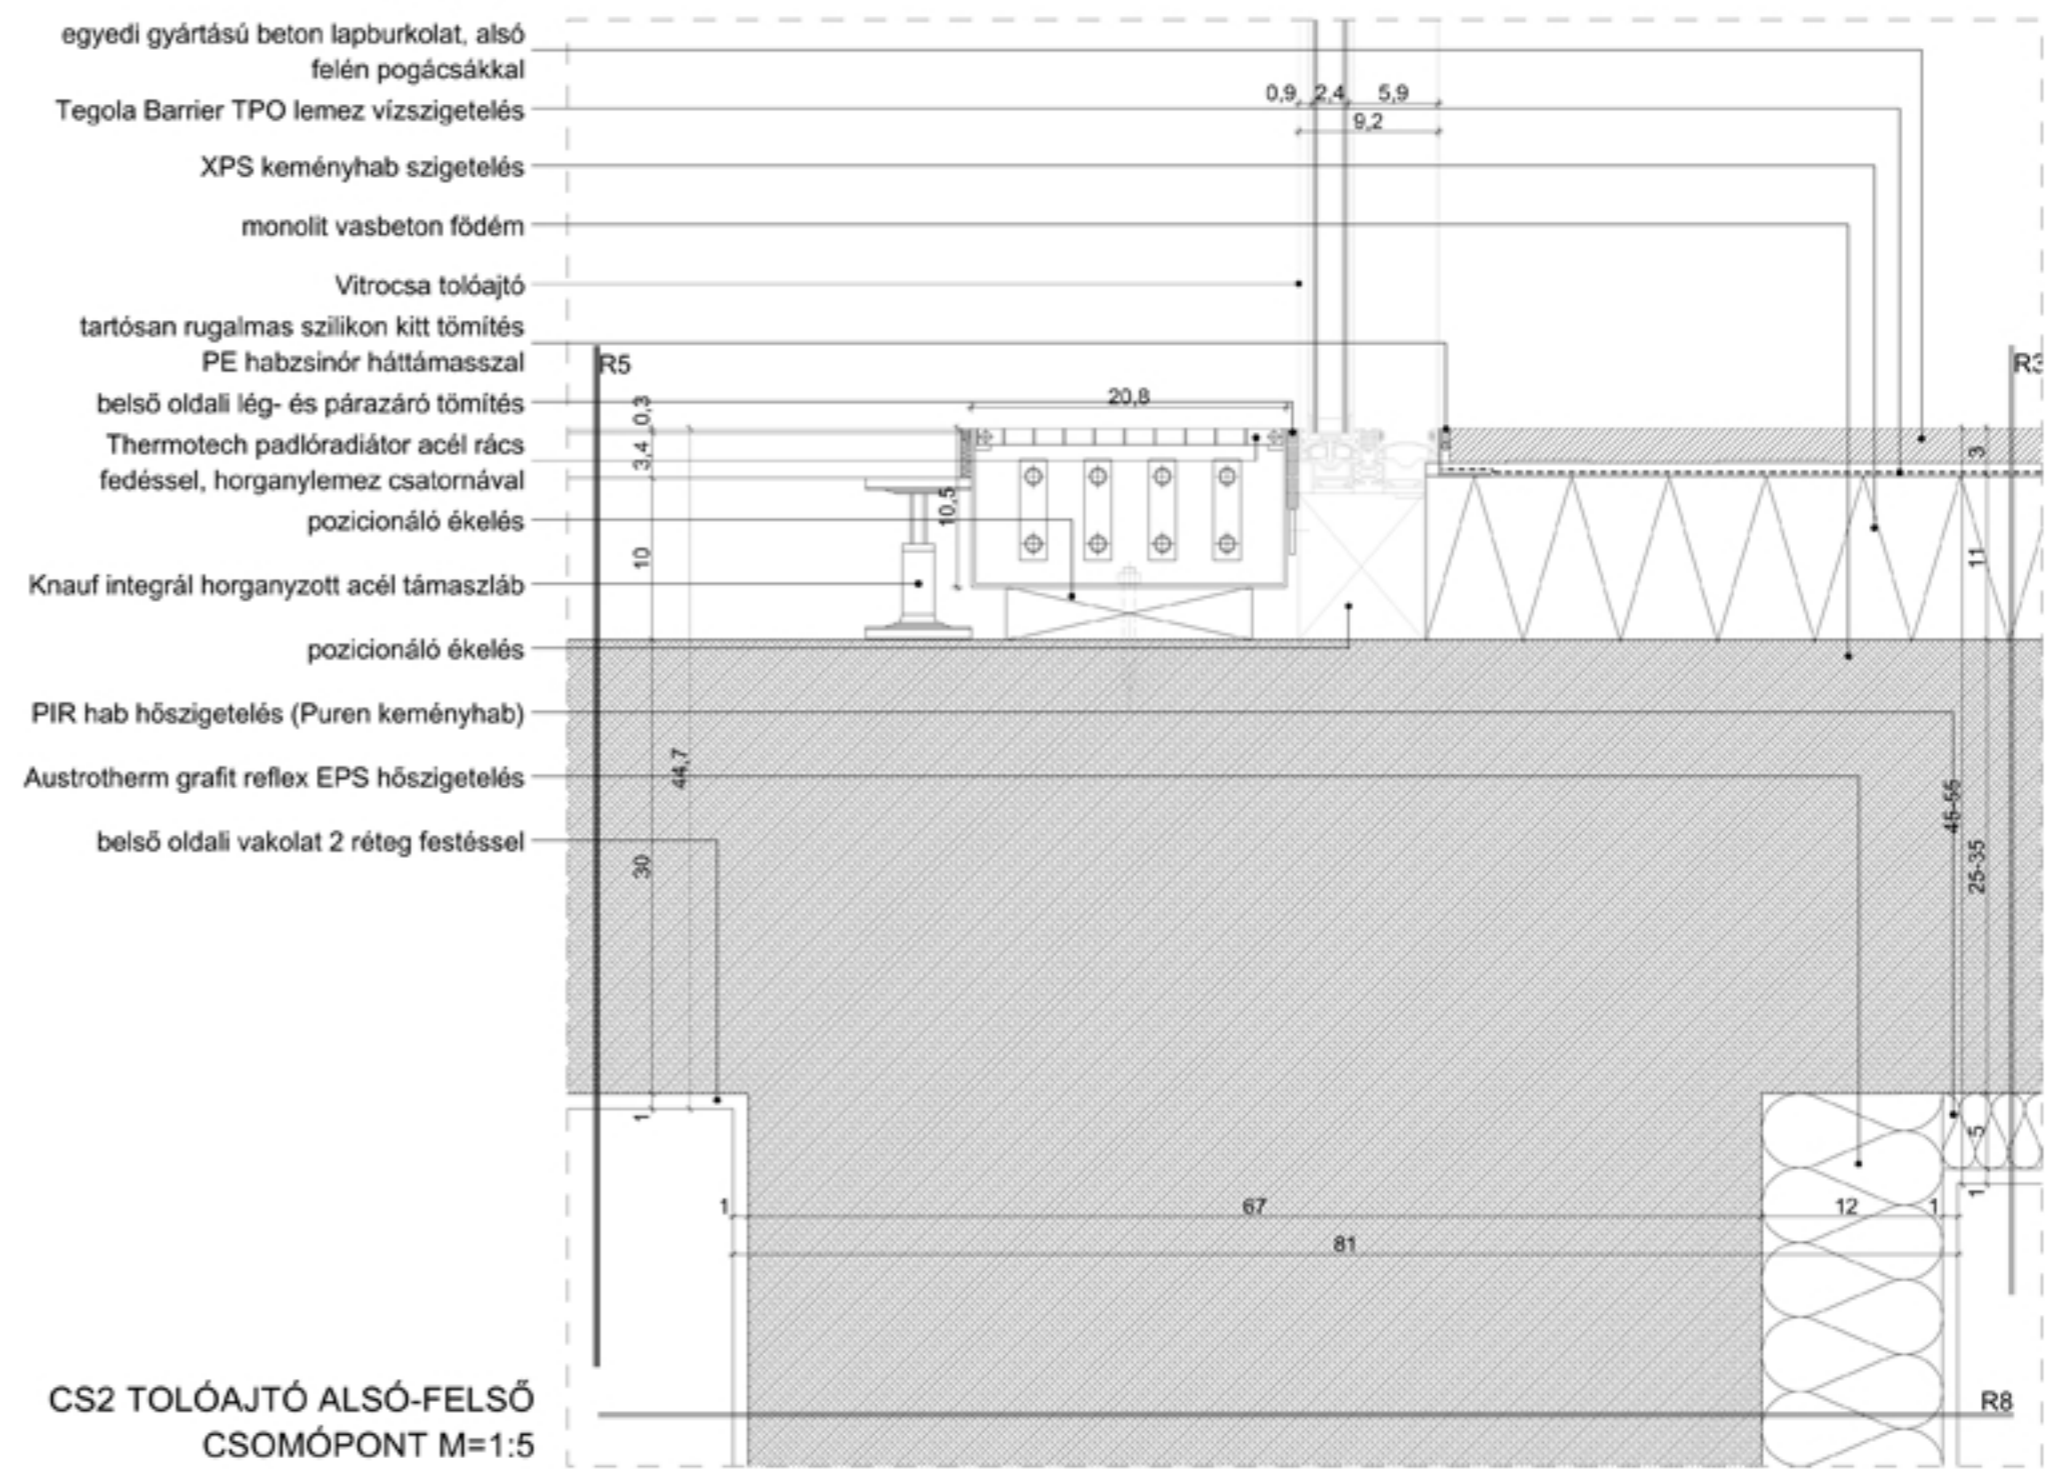 egyedi gyártású beton lapburkolat, alsó
felén pogácsákkal
Tegola Barrier TPO lemez vízszigetelés
XPS keményhab szigetelés
monolit vasbeton födém
Vitrocsa tolóajtó
tartósan rugalmas szilikon kitt tömítés
PE habzsinór háttámasszal
belső oldali lég- és párazáró tömítés
Thermotech padlóradiátor acél rács
fedéssel, horganylemez csatornával
pozicionáló ékelés
Knauf integrál horganyzott acél támaszláb
pozicionáló ékelés
PIR hab hőszigetelés (Puren keményhab)
Austrotherm grafit reflex EPS hőszigetelés
belső oldali vakolat 2 réteg festéssel
0,9 2,4 5,9
9,2
R5
R3
20,8
0,3
3,4
10,5
10
44,7
30
1
3
11
45-55
25-35
5
1
1 67 12 1
81
R8
CS2 TOLÓAJTÓ ALSÓ-FELSŐ
CSOMÓPONT M=1:5